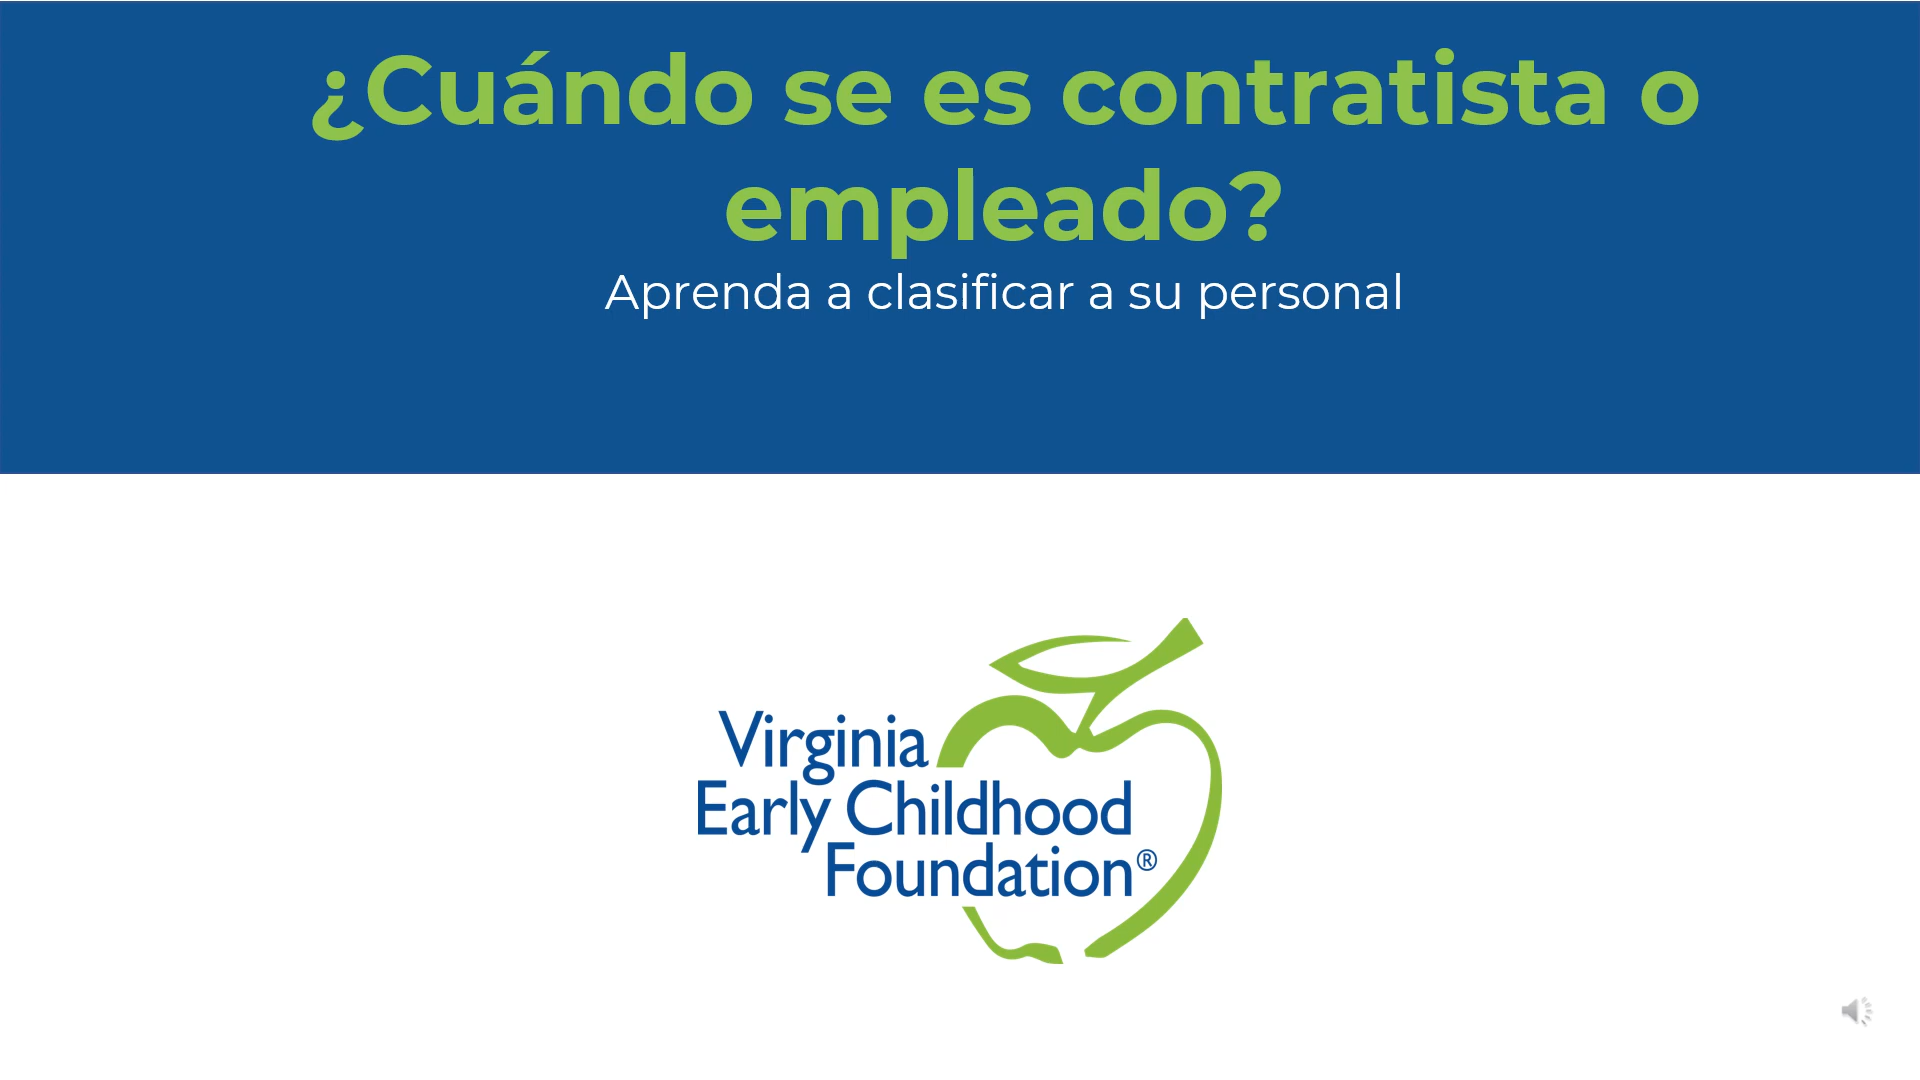 ¿Cuándo se es contratista o
empleado?
Aprenda a clasificar a su personal
Virginia
Early Childhood
Foundation®